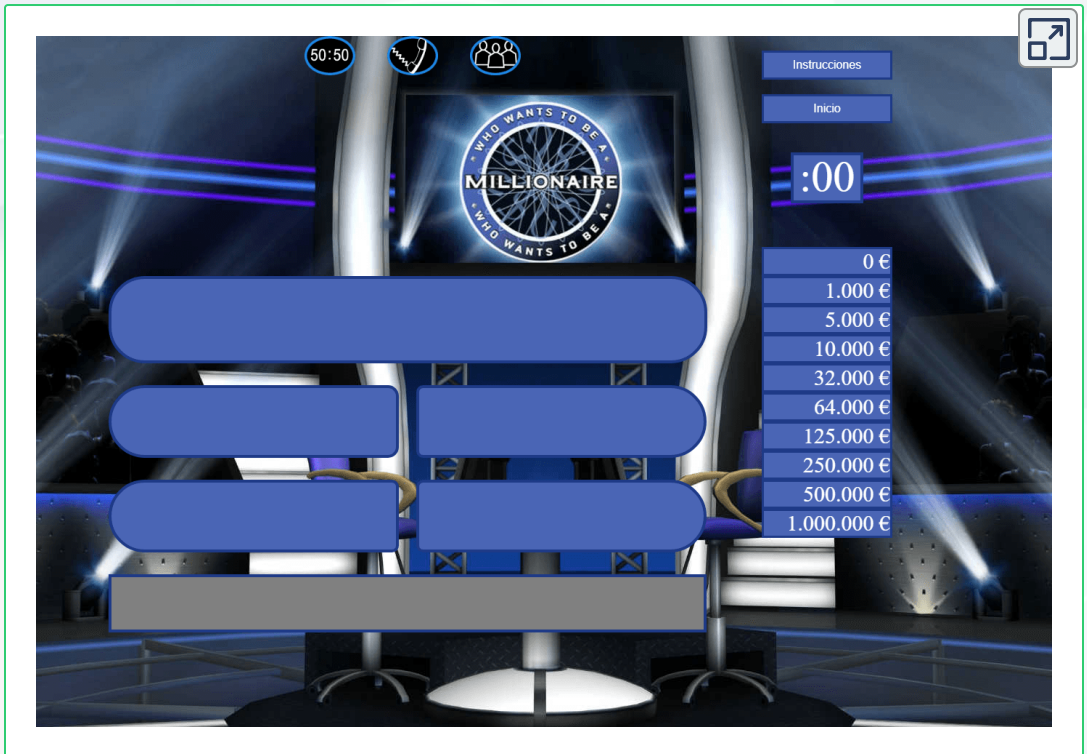 50:50
Instrucciones
Inicio
WHO WANTS TO BE A
MILLIONAIRE
WHO WANTS TO BE A
:00
0 €
1.000 €
5.000 €
10.000 €
32.000 €
64.000 €
125.000 €
250.000 €
500.000 €
1.000.000 €